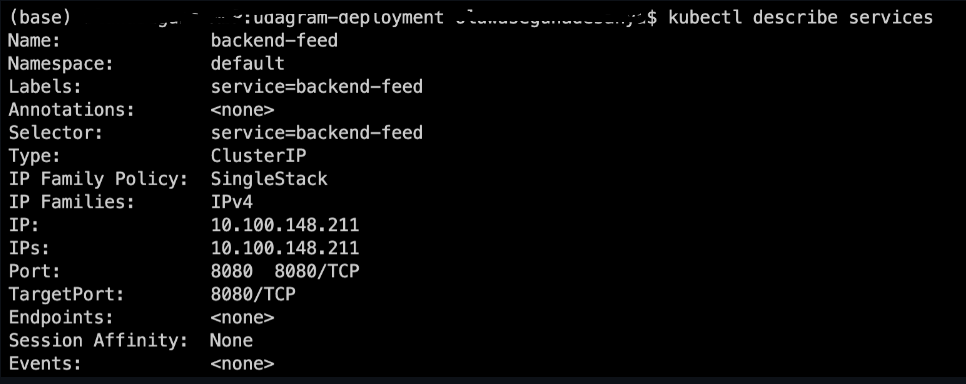 (base) :udagram-deployment $ kubectl describe services
Name: backend-feed
Namespace: default
Labels: service=backend-feed
Annotations: <none>
Selector: service=backend-feed
Type: ClusterIP
IP Family Policy: SingleStack
IP Families: IPv4
IP: 10.100.148.211
IPs: 10.100.148.211
Port: 8080 8080/TCP
TargetPort: 8080/TCP
Endpoints: <none>
Session Affinity: None
Events: <none>